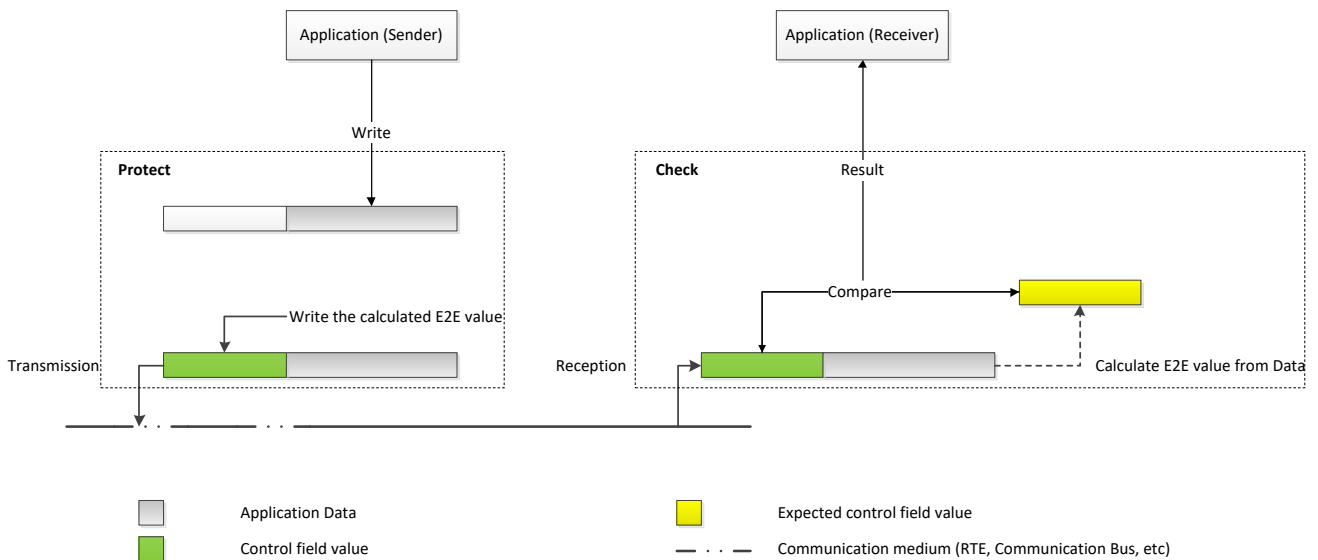 Application (Sender)
Application (Receiver)
Write
Protect
Check
Result
Compare
Write the calculated E2E value
Transmission
Reception
Calculate E2E value from Data
Application Data
Expected control field value
Control field value
Communication medium (RTE, Communication Bus, etc)